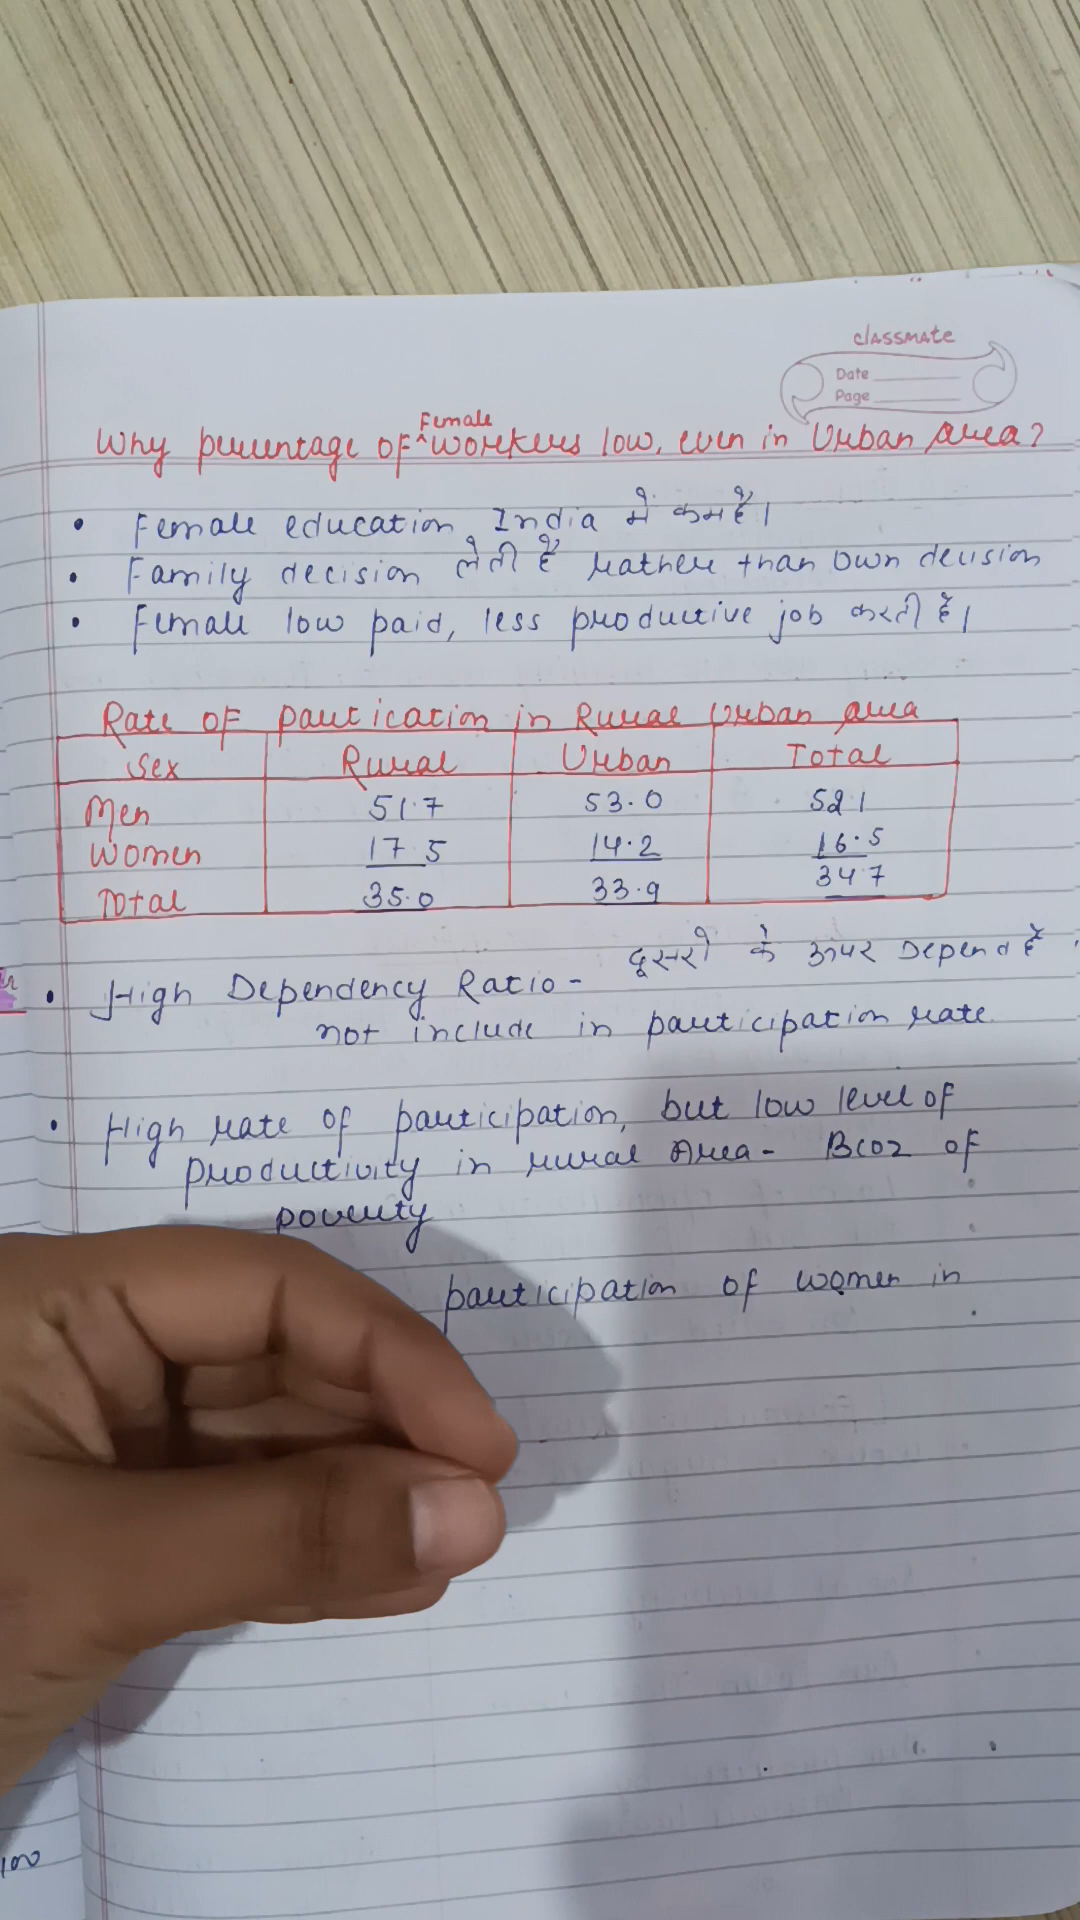 classmate
Date
Page
Female
Why percentage of ^ workers low, even in Urban Area?
• Female education India में कम है।
• Family decision लेती हैं rather than own decision
• Female low paid, less productive job करती हैं।
Rate of partication in Rural Urban area
Sex Rural Urban Total
Men 51.7 53.0 52.1
Women 17.5 14.2 16.5
Total 35.0 33.9 34.7
• High Dependency Ratio - दूसरो के ऊपर Depend हैं
not include in participation rate
• High rate of participation, but low level of
productivity in rural Area - Bcoz of
poverty
participation of women in
100